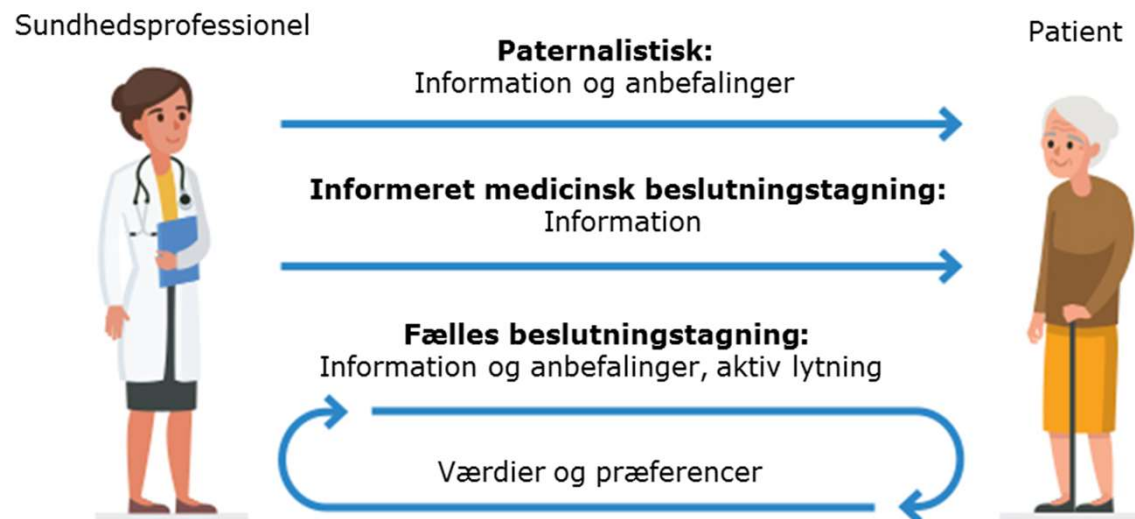 Sundhedsprofessionel
Patient
Paternalistisk:
Information og anbefalinger
Informeret medicinsk beslutningstagning:
Information
Fælles beslutningstagning:
Information og anbefalinger, aktiv lytning
Værdier og præferencer